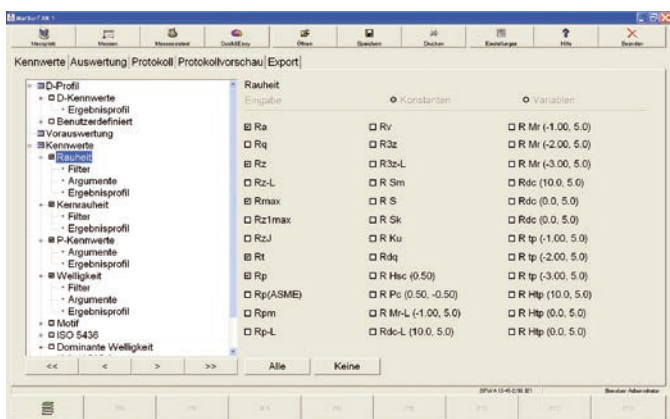 MarSurf XR 1
Messplatz Messen Messassistent Quick&Easy Öffnen Speichern Drucken Einstellungen Hilfe Beenden
Kennwerte Auswertung Protokoll Protokollvorschau Export
D-Profil
D-Kennwerte
Ergebnisprofil
Benutzerdefiniert
Vorauswertung
Kennwerte
Rauheit
Filter
Argumente
Ergebnisprofil
Kernrauheit
Filter
Ergebnisprofil
P-Kennwerte
Argumente
Ergebnisprofil
Welligkeit
Filter
Argumente
Ergebnisprofil
Motif
ISO 5436
Dominante Welligkeit
<< < > >>
Rauheit
Eingabe Konstanten Variablen
Ra Rv R Mr (-1.00, 5.0)
Rq R3z R Mr (-2.00, 5.0)
Rz R3z-L R Mr (-3.00, 5.0)
Rz-L R Sm Rdc (10.0, 5.0)
Rmax R S Rdc (0.0, 5.0)
Rz1max R Sk Rdc (0.0, 5.0)
RzJ R Ku R tp (-1.00, 5.0)
Rt Rdq R tp (-2.00, 5.0)
Rp R Hsc (0.50) R tp (-3.00, 5.0)
Rp(ASME) R Pc (0.50, -0.50) R Htp (10.0, 5.0)
Rpm R Mr-L (-1.00, 5.0) R Htp (0.0, 5.0)
Rp-L Rdc-L (10.0, 5.0) R Htp (0.0, 5.0)
Alle Keine
Benutzer: Administrator